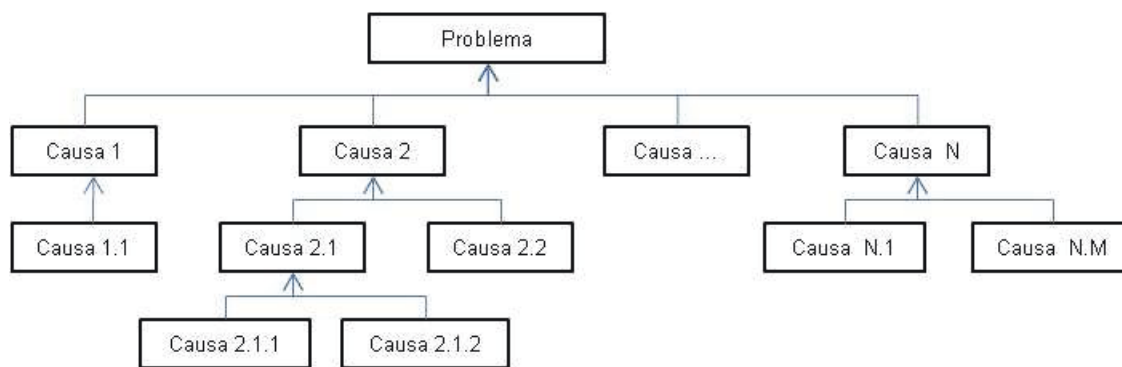 Problema
Causa 1
Causa 2
Causa ...
Causa N
Causa 1.1
Causa 2.1
Causa 2.2
Causa N.1
Causa N.M
Causa 2.1.1
Causa 2.1.2